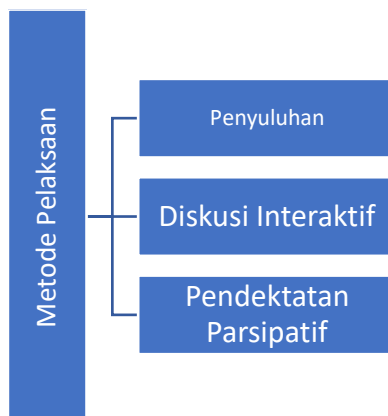 Metode Pelaksaan
Penyuluhan
Diskusi Interaktif
Pendektatan
Parsipatif